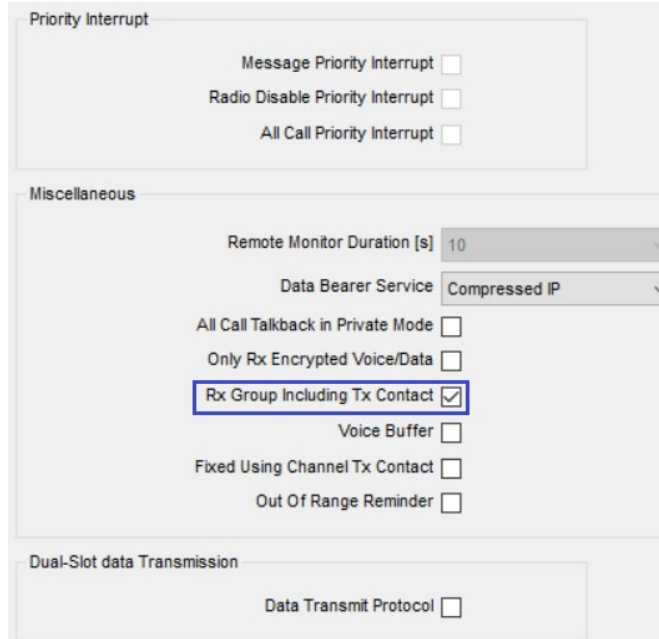 Priority Interrupt
Message Priority Interrupt
Radio Disable Priority Interrupt
All Call Priority Interrupt
Miscellaneous
Remote Monitor Duration [s] 10
Data Bearer Service Compressed IP
All Call Talkback in Private Mode
Only Rx Encrypted Voice/Data
Rx Group Including Tx Contact
Voice Buffer
Fixed Using Channel Tx Contact
Out Of Range Reminder
Dual-Slot data Transmission
Data Transmit Protocol